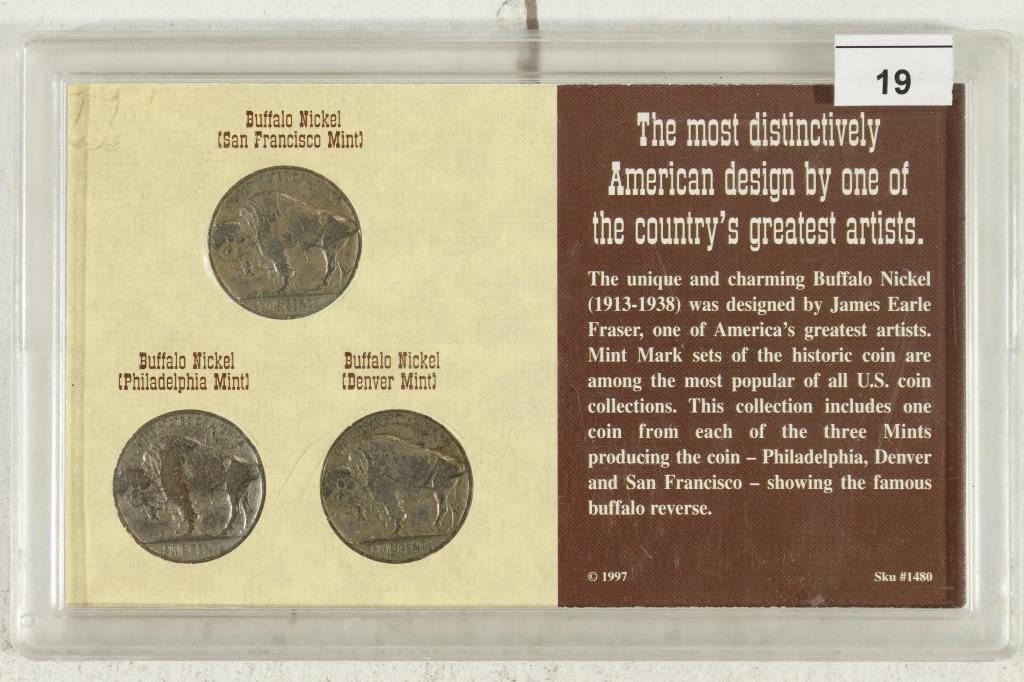 19
Buffalo Nickel
(San Francisco Mint)
Buffalo Nickel
(Philadelphia Mint)
Buffalo Nickel
(Denver Mint)
The most distinctively
American design by one of
the country's greatest artists.
The unique and charming Buffalo Nickel
(1913-1938) was designed by James Earle
Fraser, one of America's greatest artists.
Mint Mark sets of the historic coin are
among the most popular of all U.S. coin
collections. This collection includes one
coin from each of the three Mints
producing the coin – Philadelphia, Denver
and San Francisco – showing the famous
buffalo reverse.
© 1997
Sku #1480